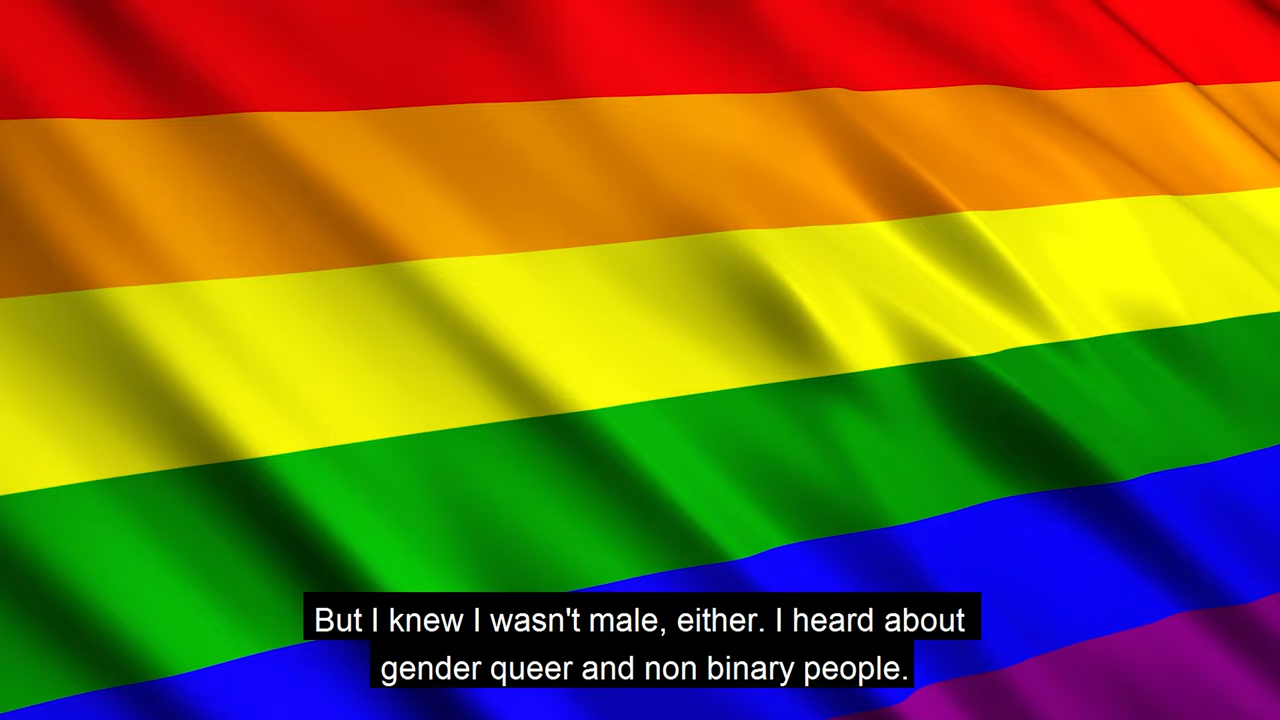 But I knew I wasn't male, either. I heard about
gender queer and non binary people.